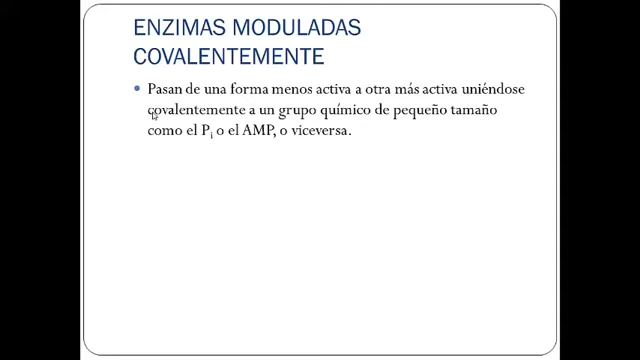 ENZIMAS MODULADAS
COVALENTEMENTE
Pasan de una forma menos activa a otra más activa uniéndose
covalentemente a un grupo químico de pequeño tamaño
como el Pi o el AMP, o viceversa.